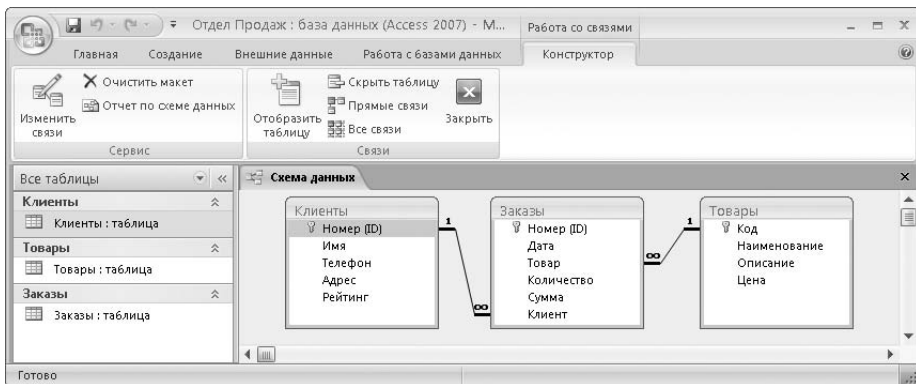 Отдел Продаж : база данных (Access 2007) - М...
Работа со связями
Главная
Создание
Внешние данные
Работа с базами данных
Конструктор
Изменить связи
Очистить макет
Отчет по схеме данных
Сервис
Отобразить таблицу
Скрыть таблицу
Прямые связи
Все связи
Закрыть
Связи
Все таблицы
Клиенты
Клиенты : таблица
Товары
Товары : таблица
Заказы
Заказы : таблица
Схема данных
Клиенты
Номер (ID)
Имя
Телефон
Адрес
Рейтинг
1
∞
Заказы
Номер (ID)
Дата
Товар
Количество
Сумма
Клиент
∞
1
Товары
Код
Наименование
Описание
Цена
Готово